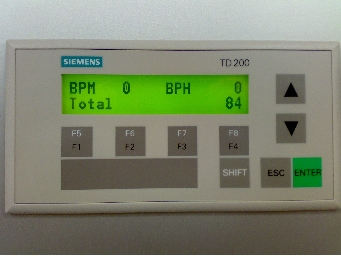 SIEMENS TD 200
BPM 0 BPH 0
Total 84
F5 F6 F7 F8
F1 F2 F3 F4
SHIFT ESC ENTER